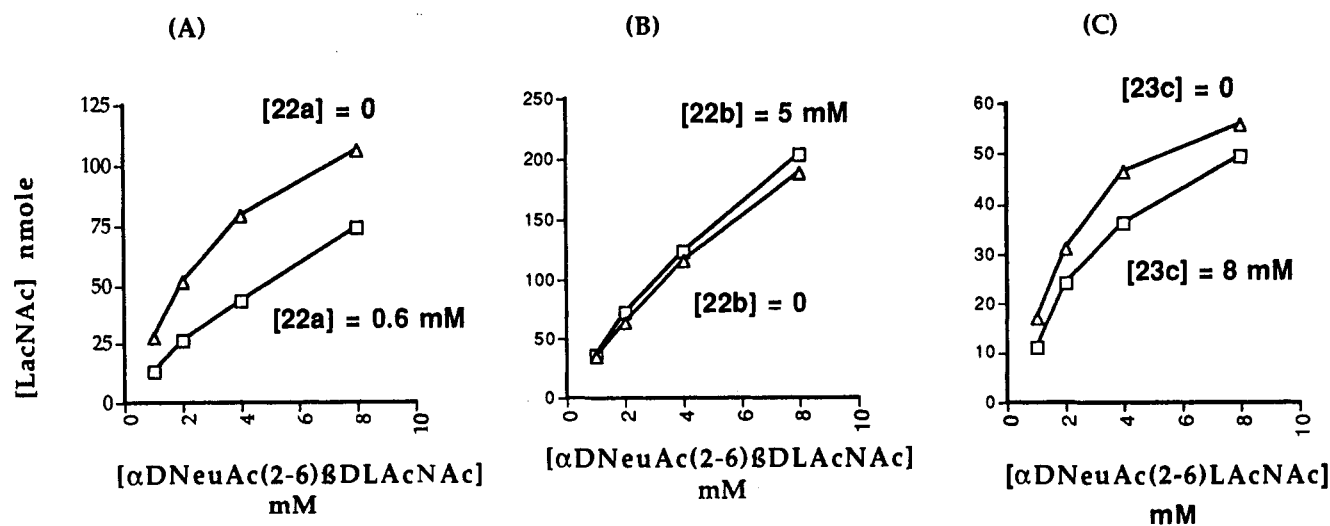 (A)
[LacNAc] nmole
125
100
75
50
25
0
[22a] = 0
[22a] = 0.6 mM
0
2
4
6
8
10
[αDNeuAc(2-6)βDLAcNAc]
mM
(B)
250
200
150
100
50
0
[22b] = 5 mM
[22b] = 0
0
2
4
6
8
10
[αDNeuAc(2-6)βDLAcNAc]
mM
(C)
60
50
40
30
20
10
0
[23c] = 0
[23c] = 8 mM
0
2
4
6
8
10
[αDNeuAc(2-6)LAcNAc]
mM